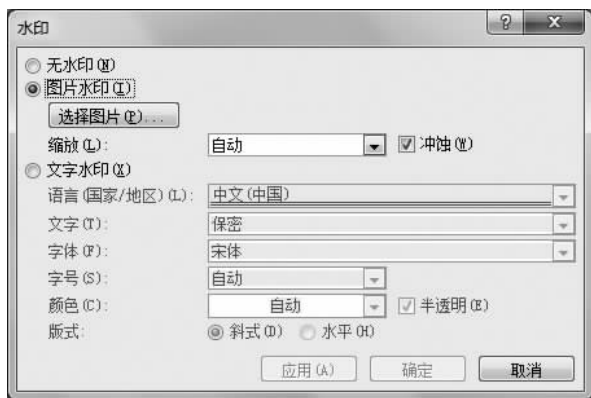 水印
无水印(N)
图片水印(I)
选择图片(P)...
缩放(L): 自动 冲蚀(W)
文字水印(X)
语言(国家/地区)(L): 中文(中国)
文字(T): 保密
字体(F): 宋体
字号(S): 自动
颜色(C): 自动 半透明(E)
版式: 斜式(D) 水平(H)
应用(A) 确定 取消